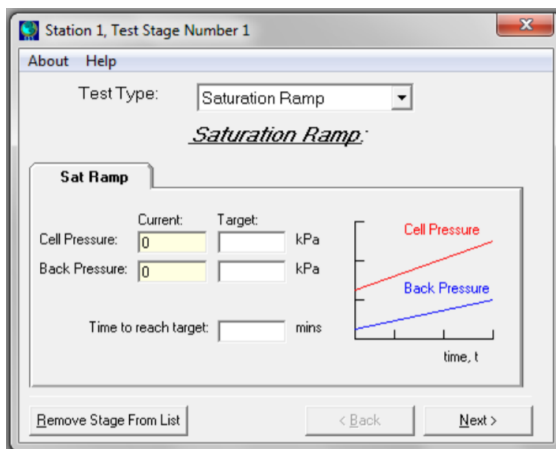 Station 1, Test Stage Number 1
About Help
Test Type: Saturation Ramp
Saturation Ramp:
Sat Ramp
Current: Target:
Cell Pressure: 0 kPa
Back Pressure: 0 kPa
Time to reach target: mins
Cell Pressure
Back Pressure
time, t
Remove Stage From List < Back Next >